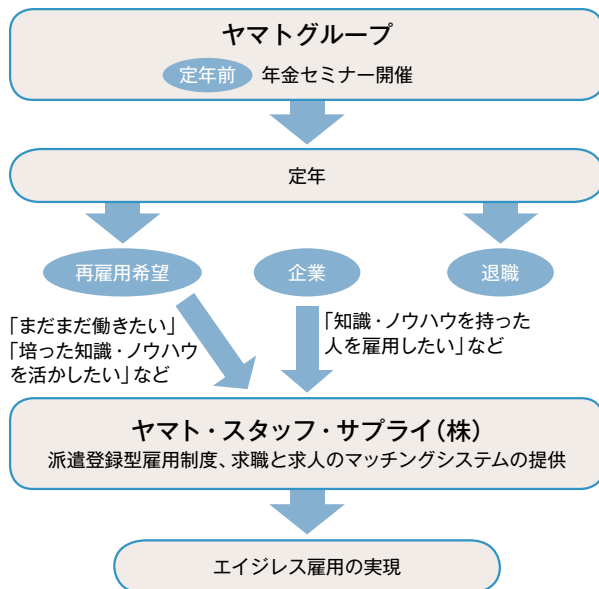 ヤマトグループ
定年前 年金セミナー開催
定年
再雇用希望
企業
退職
「まだまだ働きたい」
「培った知識・ノウハウ
を活かしたい」など
「知識・ノウハウを持った
人を雇用したい」など
ヤマト・スタッフ・サプライ(株)
派遣登録型雇用制度、求職と求人のマッチングシステムの提供
エイジレス雇用の実現